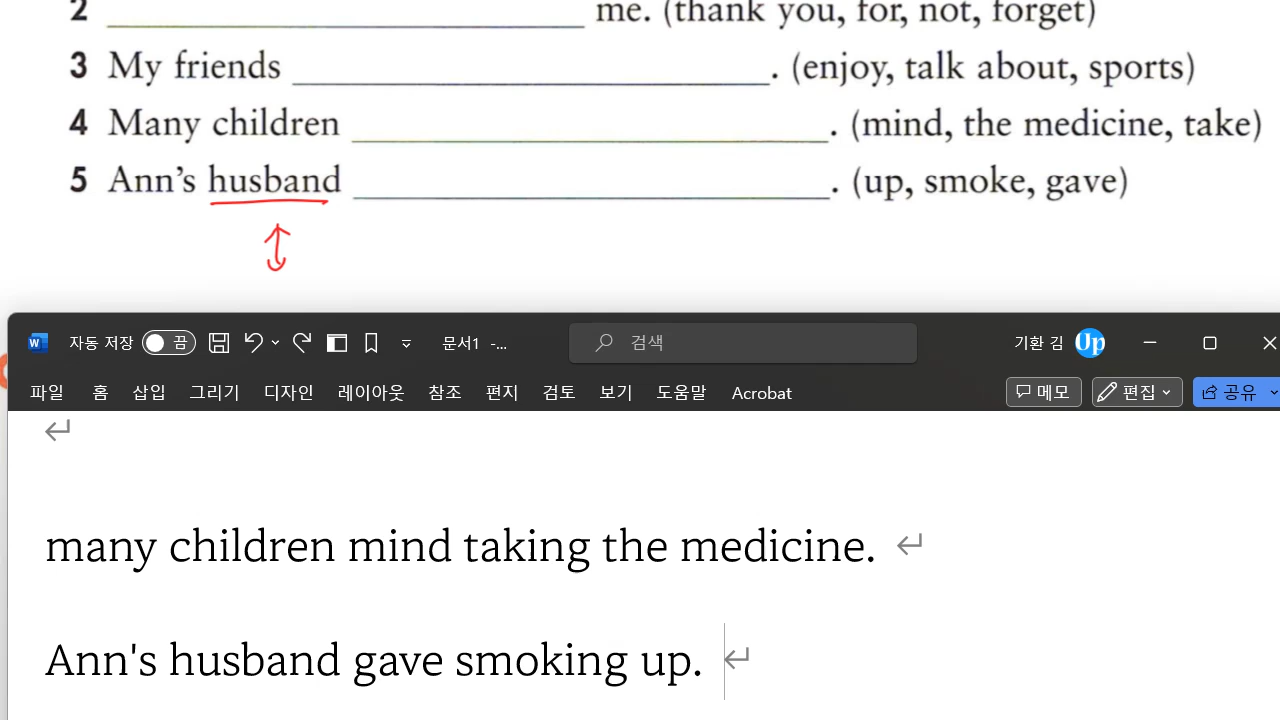 2 ____________________ me. (thank you, for, not, forget)
3 My friends ____________________. (enjoy, talk about, sports)
4 Many children ____________________. (mind, the medicine, take)
5 Ann's husband ____________________. (up, smoke, gave)
자동 저장 끔 문서1 -... 검색 기환 김 Up
파일 홈 삽입 그리기 디자인 레이아웃 참조 편지 검토 보기 도움말 Acrobat 메모 편집 공유
many children mind taking the medicine.
Ann's husband gave smoking up.